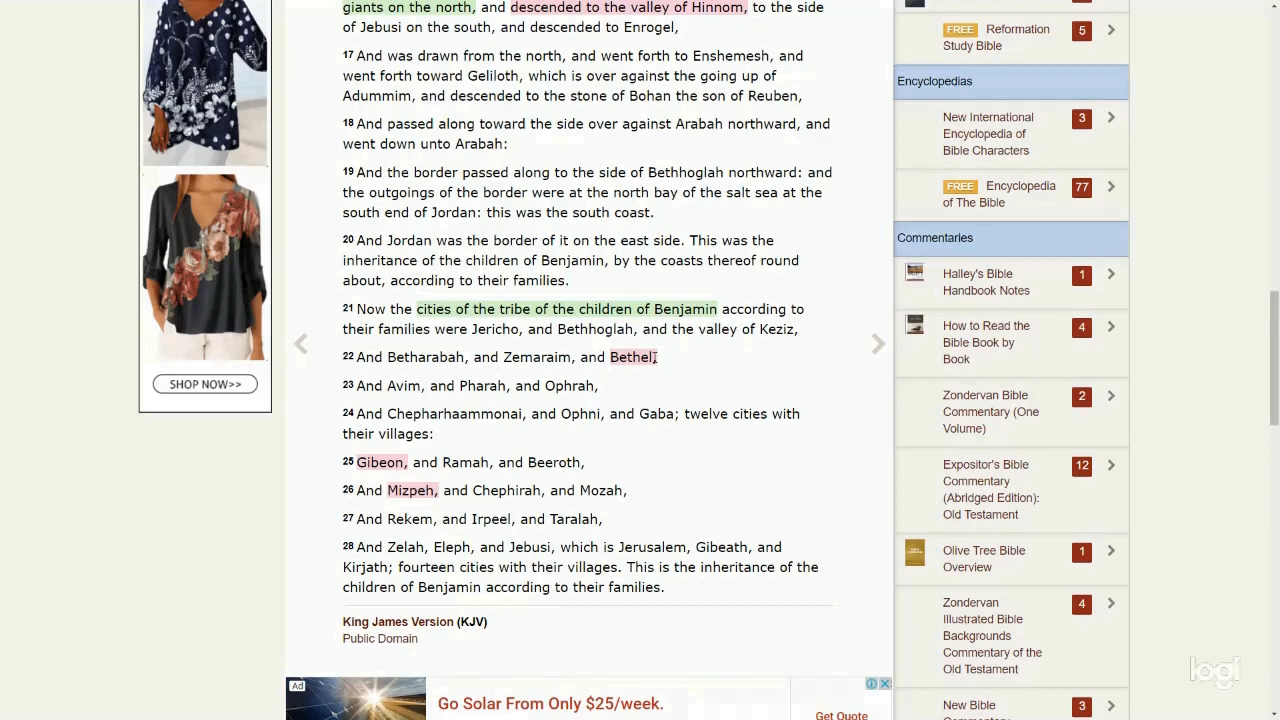 giants on the north, and descended to the valley of Hinnom, to the side
of Jebusi on the south, and descended to Enrogel,
17 And was drawn from the north, and went forth to Enshemesh, and
went forth toward Geliloth, which is over against the going up of
Adummim, and descended to the stone of Bohan the son of Reuben,
18 And passed along toward the side over against Arabah northward, and
went down unto Arabah:
19 And the border passed along to the side of Bethhoglah northward: and
the outgoings of the border were at the north bay of the salt sea at the
south end of Jordan: this was the south coast.
20 And Jordan was the border of it on the east side. This was the
inheritance of the children of Benjamin, by the coasts thereof round
about, according to their families.
21 Now the cities of the tribe of the children of Benjamin according to
their families were Jericho, and Bethhoglah, and the valley of Keziz,
22 And Betharabah, and Zemaraim, and Bethel,
23 And Avim, and Pharah, and Ophrah,
24 And Chepharhaammonai, and Ophni, and Gaba; twelve cities with
their villages:
25 Gibeon, and Ramah, and Beeroth,
26 And Mizpeh, and Chephirah, and Mozah,
27 And Rekem, and Irpeel, and Taralah,
28 And Zelah, Eleph, and Jebusi, which is Jerusalem, Gibeath, and
Kirjath; fourteen cities with their villages. This is the inheritance of the
children of Benjamin according to their families.
King James Version (KJV)
Public Domain
SHOP NOW>>
Ad
Go Solar From Only $25/week.
Get Quote
FREE Reformation
Study Bible
5
Encyclopedias
New International
Encyclopedia of
Bible Characters
3
FREE Encyclopedia
of The Bible
77
Commentaries
Halley's Bible
Handbook Notes
1
How to Read the
Bible Book by
Book
4
Zondervan Bible
Commentary (One
Volume)
2
Expositor's Bible
Commentary
(Abridged Edition):
Old Testament
12
Olive Tree Bible
Overview
1
Zondervan
Illustrated Bible
Backgrounds
Commentary of the
Old Testament
4
New Bible
3
logi